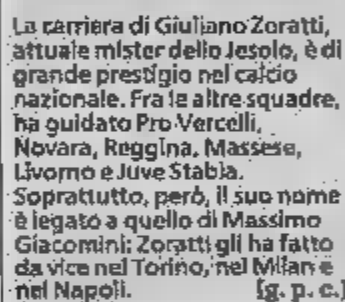 La carriera di Giuliano Zoratti,
attuale mister dello Jesolo, è di
grande prestigio nel calcio
nazionale. Fra le altre squadre,
ha guidato Pro Vercelli,
Novara, Reggina, Massese,
Livorno e Juve Stabia.
Soprattutto, però, il suo nome
è legato a quello di Massimo
Giacomini: Zoratti gli ha fatto
da vice nel Torino, nel Milan e
nel Napoli. [g. p. c.]